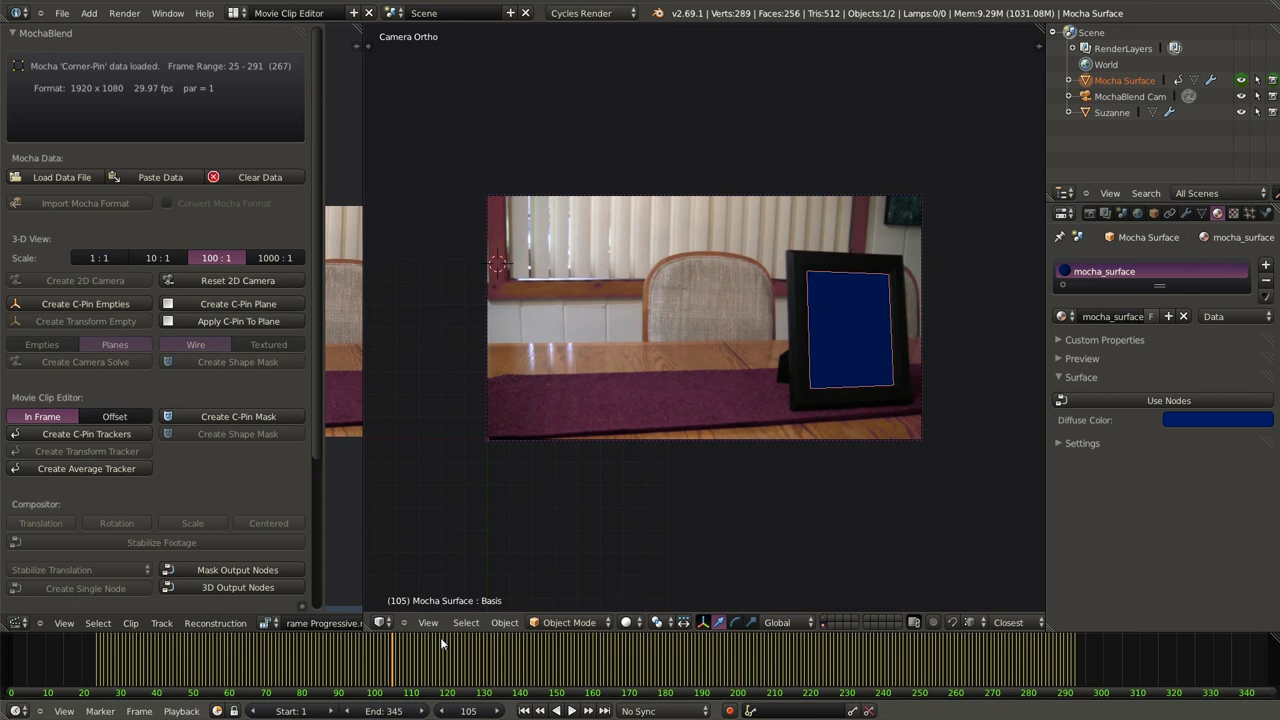 File Add Render Window Help Movie Clip Editor Scene Cycles Render v2.69.1 | Verts:289 | Faces:256 | Tris:512 | Objects:1/2 | Lamps:0/0 | Mem:9.29M (1031.08M) | Mocha Surface
MochaBlend
Mocha 'Corner-Pin' data loaded. Frame Range: 25 - 291 (267)
Format: 1920 x 1080 29.97 fps par = 1
Mocha Data:
Load Data File Paste Data Clear Data
Import Mocha Format Convert Mocha Format
3-D View:
Scale: 1 : 1 10 : 1 100 : 1 1000 : 1
Create 2D Camera Reset 2D Camera
Create C-Pin Empties Create C-Pin Plane
Create Transform Empty Apply C-Pin To Plane
Empties Planes Wire Textured
Create Camera Solve Create Shape Mask
Movie Clip Editor:
In Frame Offset Create C-Pin Mask
Create C-Pin Trackers Create Shape Mask
Create Transform Tracker
Create Average Tracker
Compositor:
Translation Rotation Scale Centered
Stabilize Footage
Stabilize Translation Mask Output Nodes
Create Single Node 3D Output Nodes
View Select Clip Track Reconstruction rame Progressive.r
Camera Ortho
(105) Mocha Surface : Basis
View Select Object Object Mode Global Closest
Scene
RenderLayers |
World
Mocha Surface |
MochaBlend Cam |
Suzanne |
View Search All Scenes
Mocha Surface mocha_surface
mocha_surface
mocha_surface F Data
Custom Properties
Preview
Surface
Use Nodes
Diffuse Color:
Settings
0 10 20 30 40 50 60 70 80 90 100 110 120 130 140 150 160 170 180 190 200 210 220 230 240 250 260 270 280 290 300 310 320 330 340
View Marker Frame Playback Start: 1 End: 345 105 No Sync